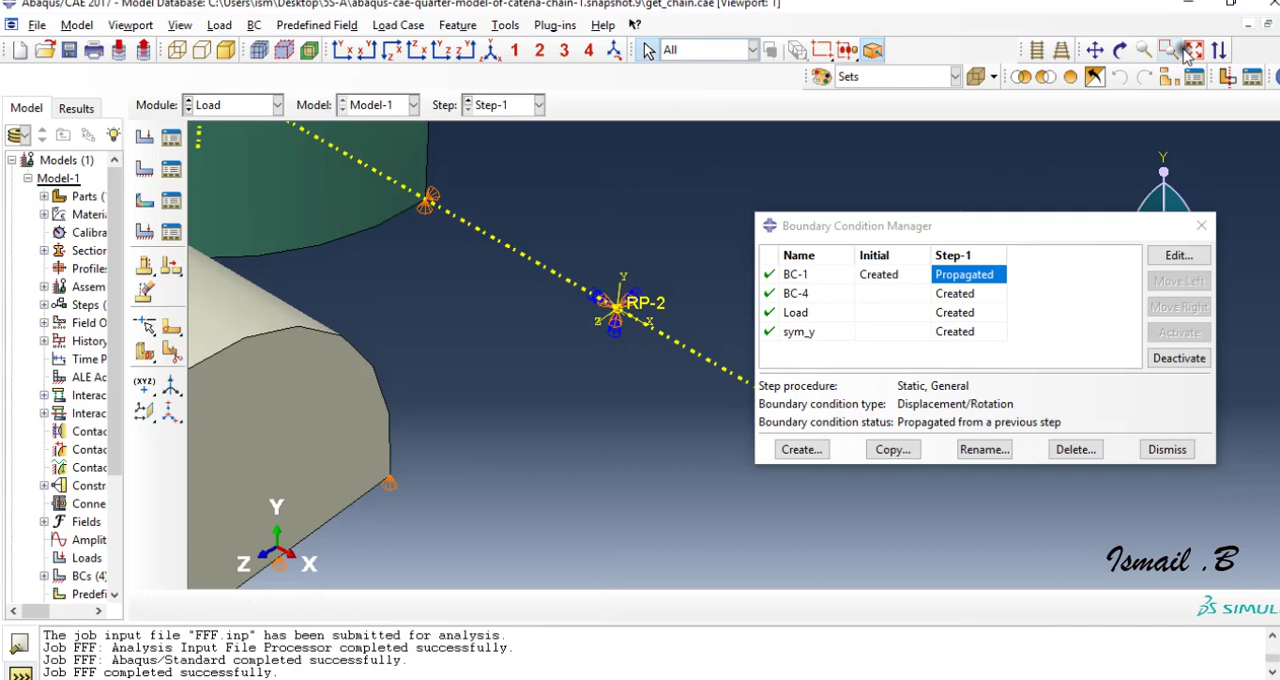 Abaqus/CAE 2017 - Model Database: C:\Users\ism\Desktop\SS-A\abaqus-cae-quarter-model-of-catena-chain-1.snapshot.9\get_chain.cae [Viewport: 1]
File Model Viewport View Load BC Predefined Field Load Case Feature Tools Plug-ins Help
1 2 3 4 All
Sets
Model Results Module: Load Model: Model-1 Step: Step-1
Models (1)
Model-1
Parts (
Materia
Calibra
Section
Profiles
Assem
Steps (
Field O
History
Time P
ALE Ac
Interac
Interac
Contac
Contac
Contac
Constr
Conne
Fields
Amplit
Loads
BCs (4)
Predefi
Y
RP-2
Z X
Y
Z X
Y
Boundary Condition Manager
Name Initial Step-1
BC-1 Created Propagated
BC-4 Created
Load Created
sym_y Created
Edit...
Move Left
Move Right
Activate
Deactivate
Step procedure: Static, General
Boundary condition type: Displacement/Rotation
Boundary condition status: Propagated from a previous step
Create... Copy... Rename... Delete... Dismiss
Ismail .B
SIMUL
The job input file "FFF.inp" has been submitted for analysis.
Job FFF: Analysis Input File Processor completed successfully.
Job FFF: Abaqus/Standard completed successfully.
Job FFF completed successfully.